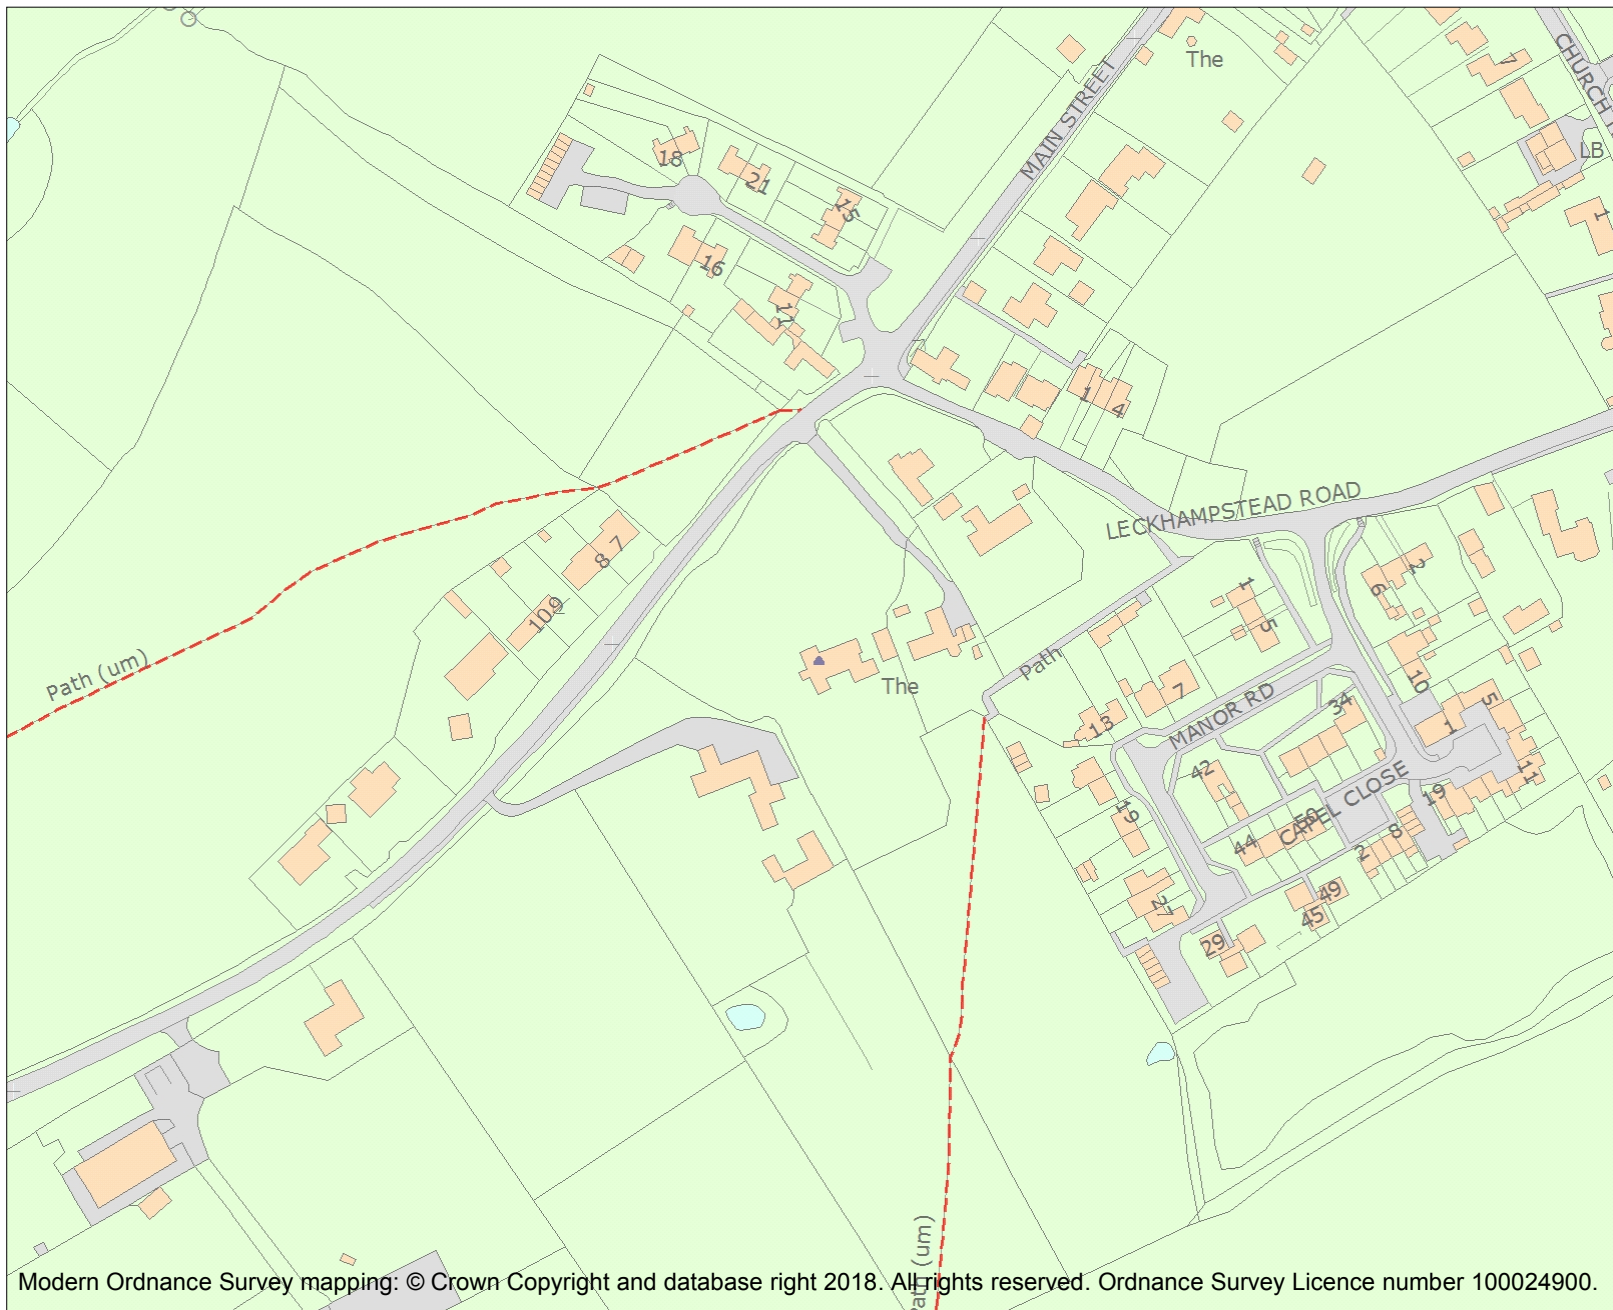 The
MAIN STREET
7
CHURCH
LB
18
21
15
1
16
17
1
4
LECKHAMPSTEAD ROAD
8 7
2
6
1
5
109
Path (um)
Path
The
10
7
13
MANOR RD
34
5
1
42
11
CAPEL CLOSE
19
50
19
44
8
2
49
27
45
29
Path (um)
Modern Ordnance Survey mapping: © Crown Copyright and database right 2018. All rights reserved. Ordnance Survey Licence number 100024900.